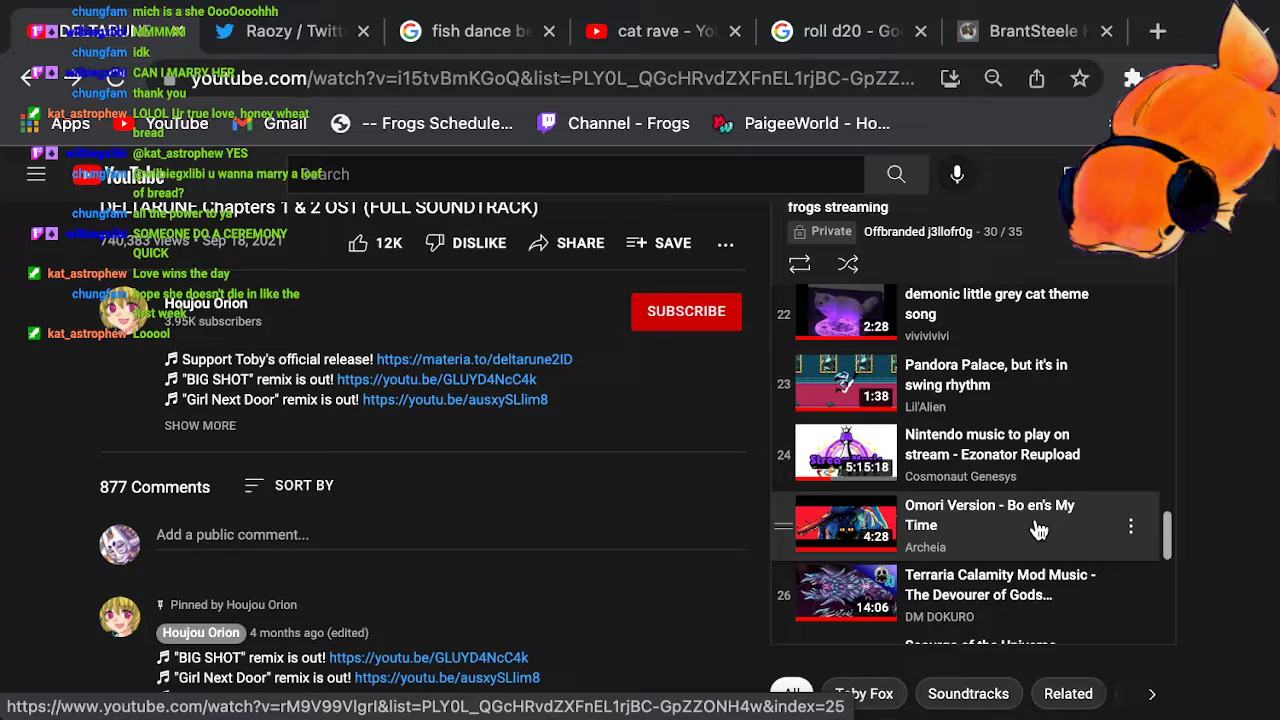 chungfam mich is a she OooOooohhh
MMMMM
chungfam idk
CAN I MARRY HER
chungfam thank you
kat_astrophew LOLOL Ur true love, honey wheat
bread
@kat_astrophew YES
chungfam @wilbiegxlibi u wanna marry a loaf
of bread?
chungfam all the power to ya
SOMEONE DO A CEREMONY
QUICK
kat_astrophew Love wins the day
chungfam hope she doesn't die in like the
first week
kat_astrophew Looool
DELTARUNE
Raozy / Twitt
fish dance be
cat rave - Yo
roll d20 - Go
BrantSteele H
youtube.com/watch?v=i15tvBmKGoQ&list=PLY0L_QGcHRvdZXFnEL1rjBC-GpZZ...
Apps
YouTube
Gmail
-- Frogs Schedule...
Channel - Frogs
PaigeeWorld - Ho...
YouTube
Search
DELTARUNE Chapters 1 & 2 OST (FULL SOUNDTRACK)
740,383 views • Sep 18, 2021
12K
DISLIKE
SHARE
SAVE
Houjou Orion
3.95K subscribers
SUBSCRIBE
🎵 Support Toby's official release! https://materia.to/deltarune2ID
🎵 "BIG SHOT" remix is out! https://youtu.be/GLUYD4NcC4k
🎵 "Girl Next Door" remix is out! https://youtu.be/ausxySLlim8
SHOW MORE
877 Comments
SORT BY
Add a public comment...
Pinned by Houjou Orion
Houjou Orion 4 months ago (edited)
🎵 "BIG SHOT" remix is out! https://youtu.be/GLUYD4NcC4k
🎵 "Girl Next Door" remix is out! https://youtu.be/ausxySLlim8
https://www.youtube.com/watch?v=rM9V99VlgrI&list=PLY0L_QGcHRvdZXFnEL1rjBC-GpZZONH4w&index=25
frogs streaming
Private
Offbranded j3llofr0g - 30 / 35
22
2:28
demonic little grey cat theme
song
vivivivivi
23
1:38
Pandora Palace, but it's in
swing rhythm
Lil'Alien
24
5:15:18
Nintendo music to play on
stream - Ezonator Reupload
Cosmonaut Genesys
4:28
Omori Version - Bo en's My
Time
Archeia
26
14:06
Terraria Calamity Mod Music -
The Devourer of Gods...
DM DOKURO
Scourge of the Universe
All
Toby Fox
Soundtracks
Related